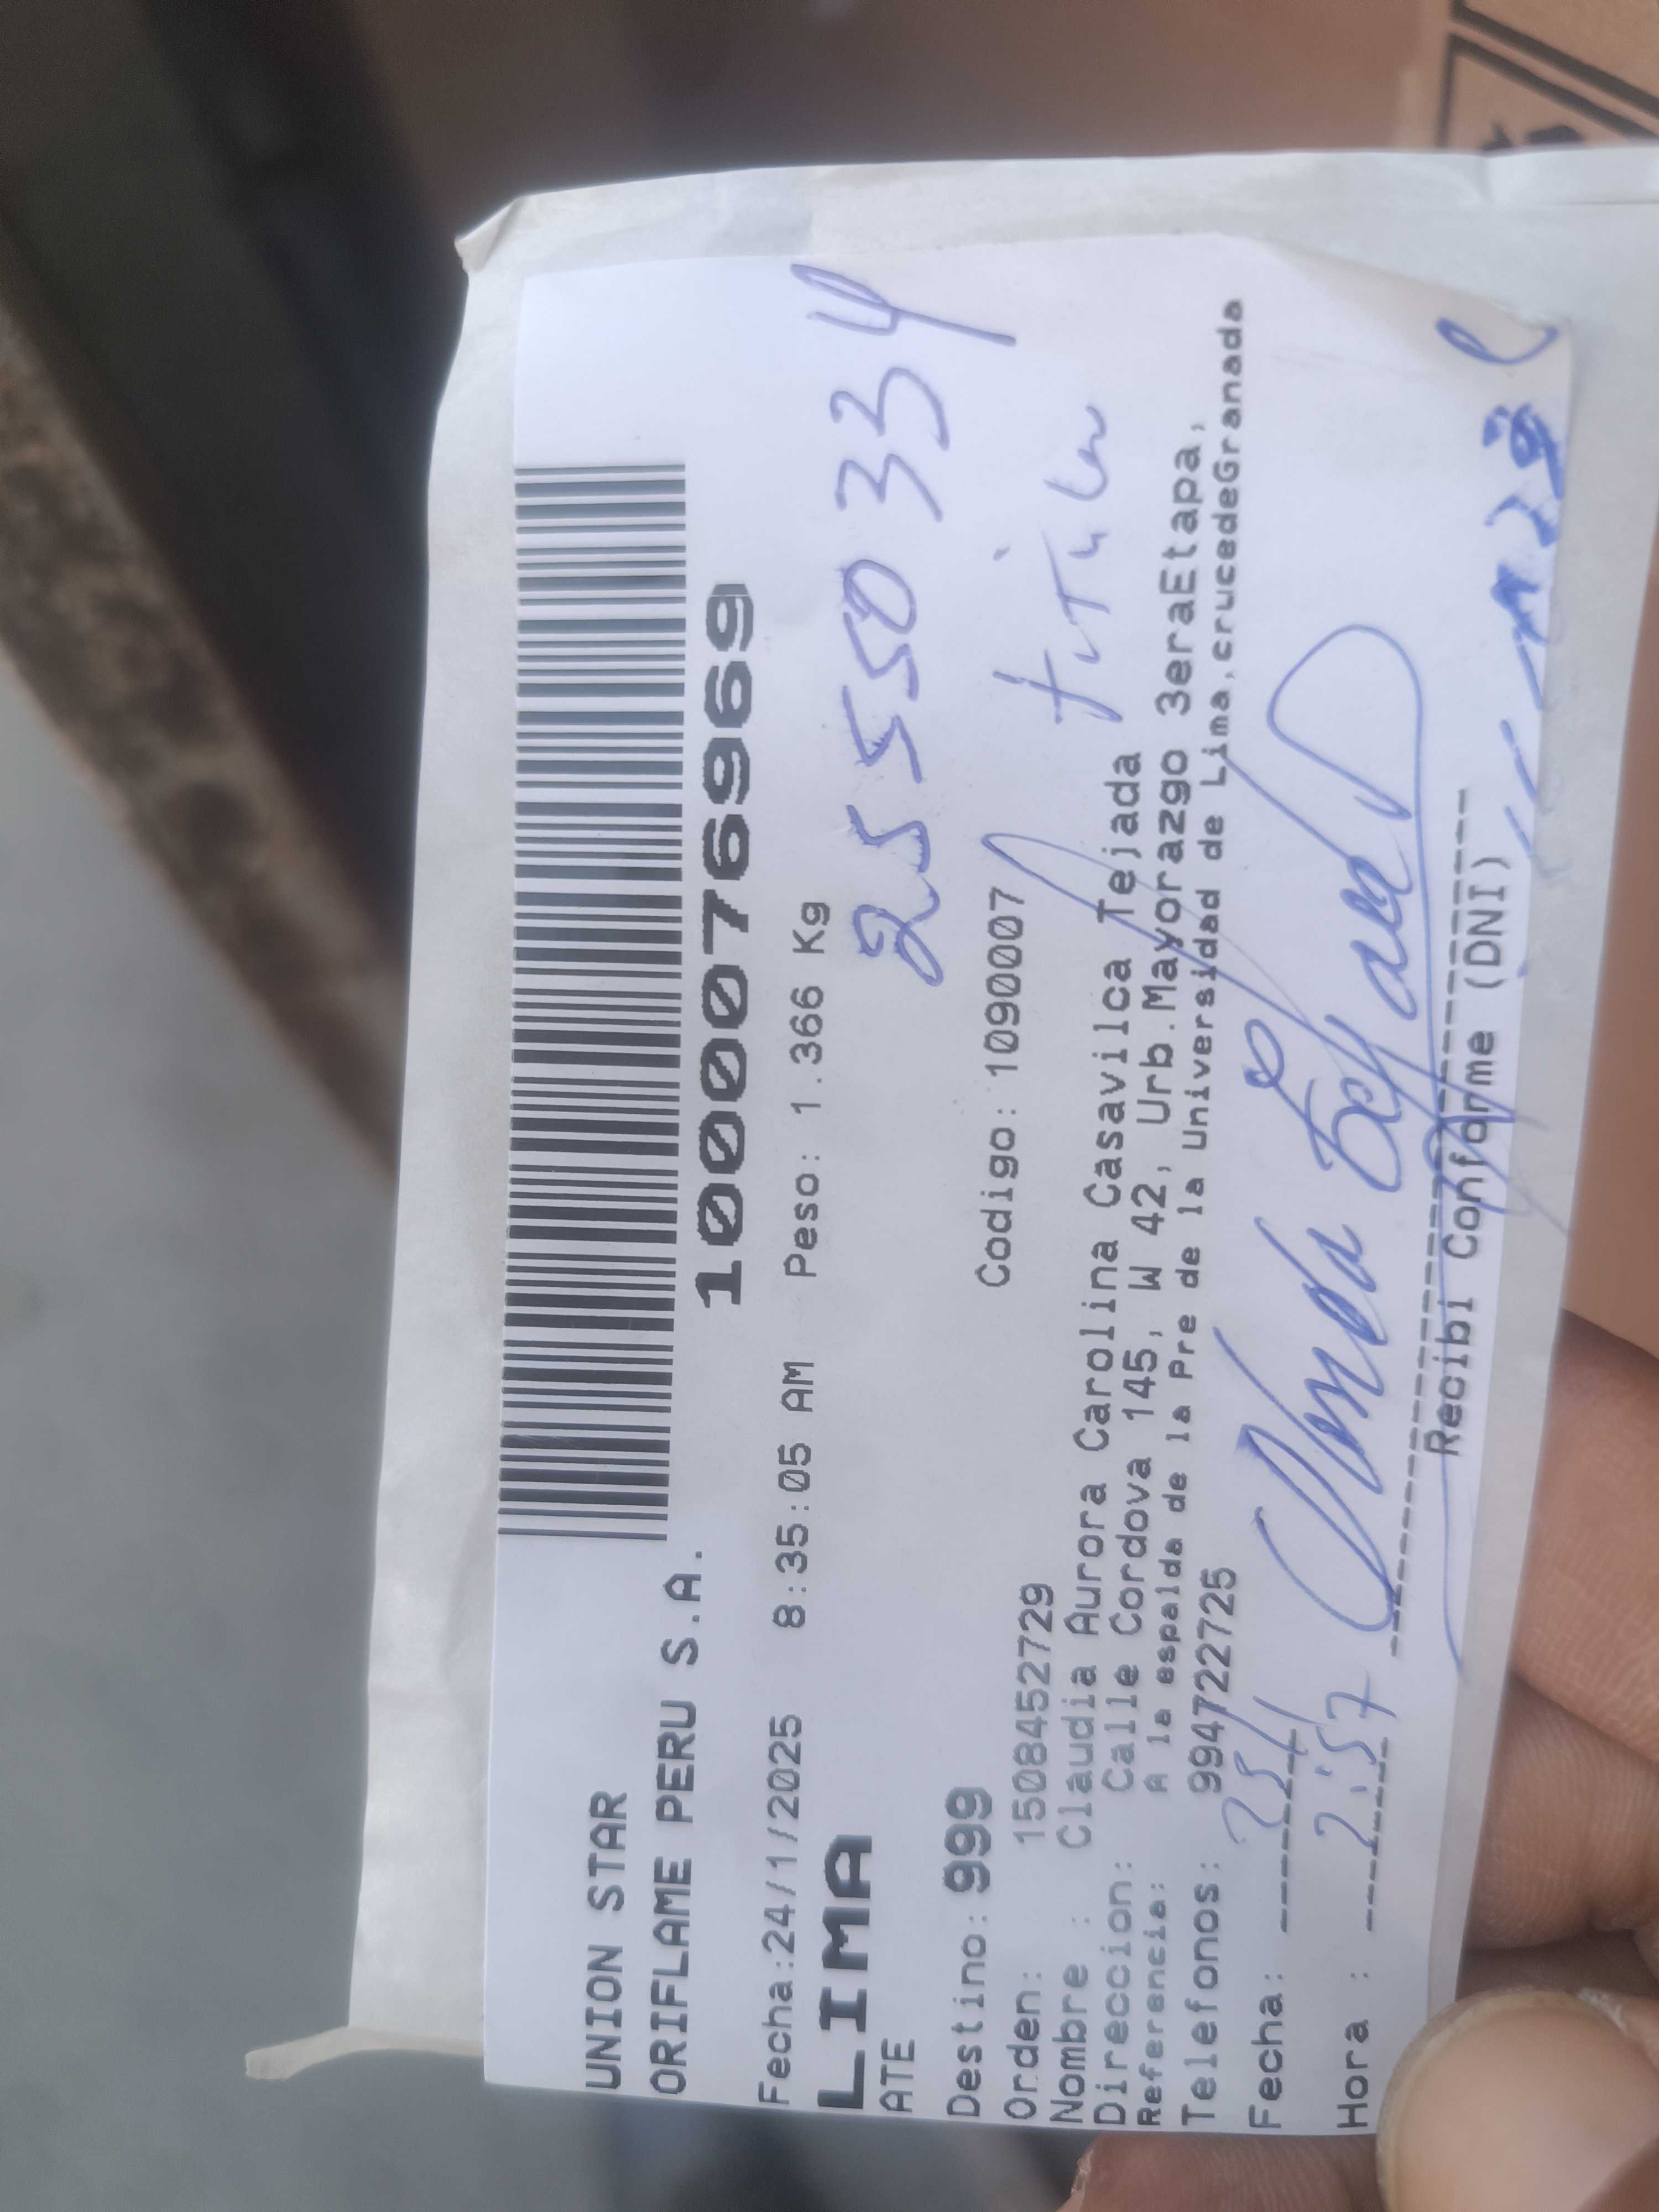 UNION STAR
ORIFLAME PERU S.A.
100076969
Fecha:24/1/2025 8:35:05 AM Peso: 1.366 Kg
LIMA
ATE
2550334
Destino: 999 Codigo: 1090007
Orden: 1508452729
Nombre : Claudia Aurora Carolina Casavilca Tejada
Direccion: Calle Cordova 145, W 42, Urb.Mayorazgo 3eraEtapa,
Referencia: A la espalda de la Pre de la Universidad de Lima,crucedeGranada
Telefonos: 994722725
Fecha: 25/1
Hora : 2:57
Recibi Conforme (DNI)